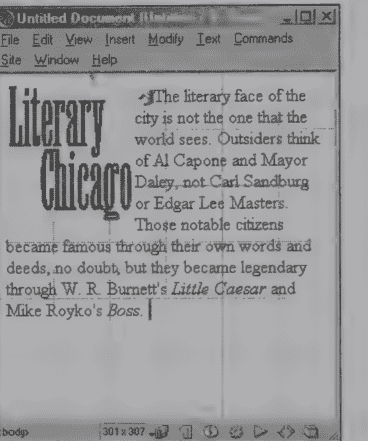 Untitled Document
File Edit View Insert Modify Text Commands
Site Window Help
Literary
Chicago
The literary face of the
city is not the one that the
world sees. Outsiders think
of Al Capone and Mayor
Daley, not Carl Sandburg
or Edgar Lee Masters.
Those notable citizens
became famous through their own words and
deeds, no doubt, but they became legendary
through W. R. Burnett's Little Caesar and
Mike Royko's Boss.
<body>
301 x 307